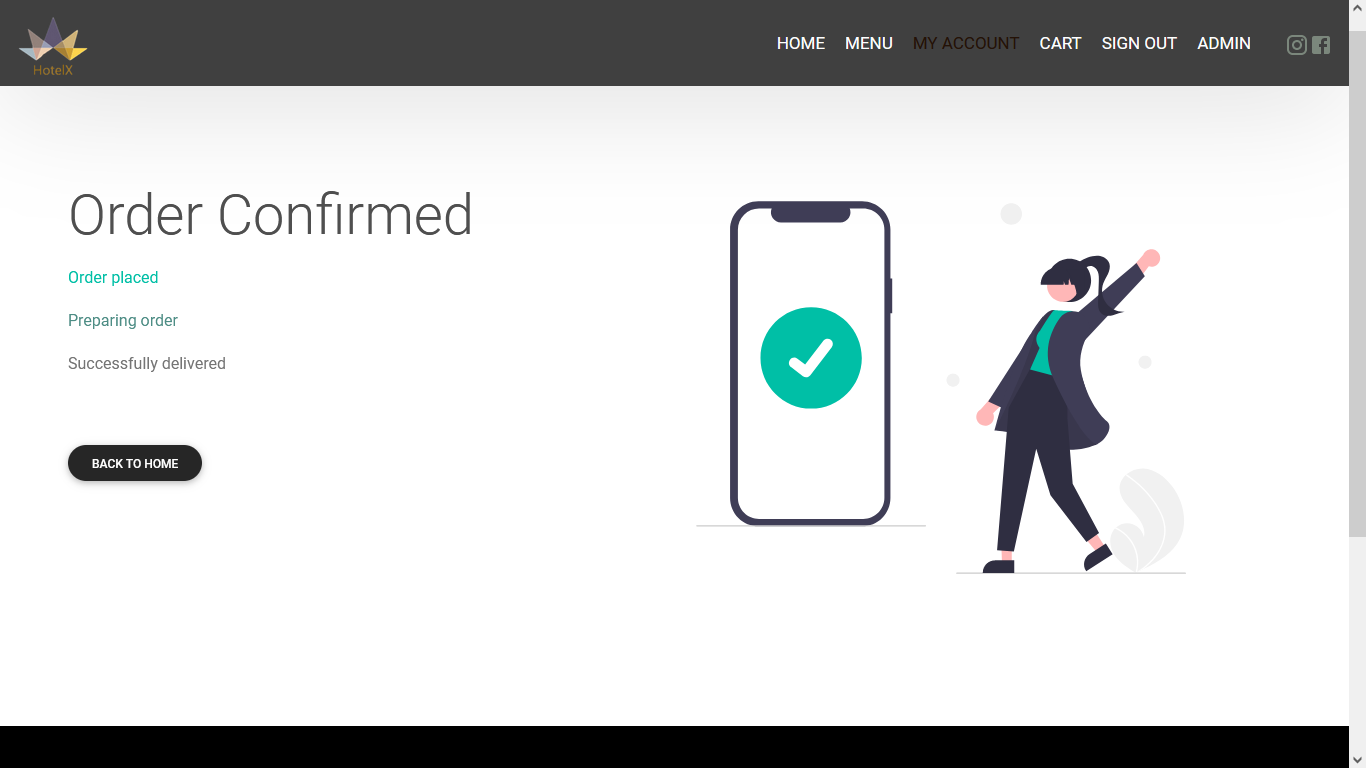 HotelX
HOME MENU MY ACCOUNT CART SIGN OUT ADMIN
Order Confirmed
Order placed
Preparing order
Successfully delivered
BACK TO HOME